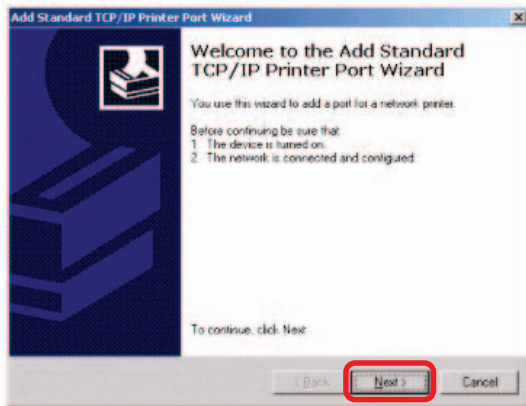 Add Standard TCP/IP Printer Port Wizard
Welcome to the Add Standard
TCP/IP Printer Port Wizard
You use this wizard to add a port for a network printer.
Before continuing be sure that:
1. The device is turned on.
2. The network is connected and configured.
To continue, click Next.
< Back
Next >
Cancel